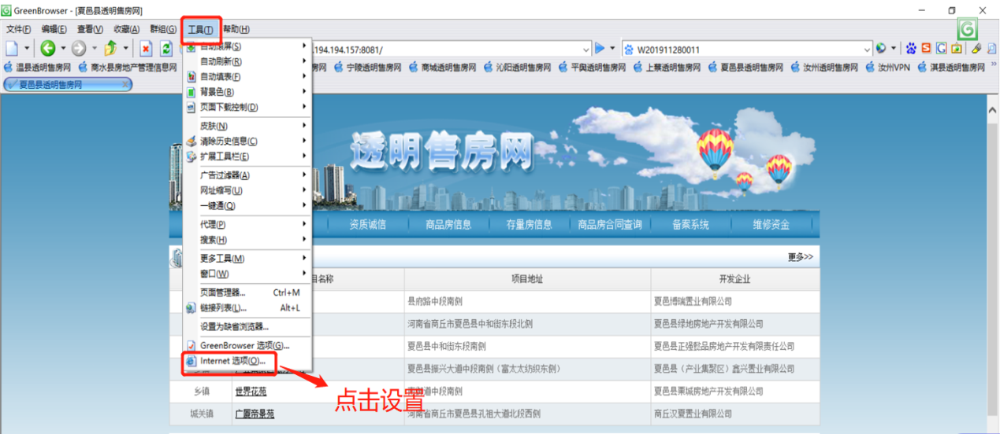 GreenBrowser - [夏邑县透明售房网]
文件(F) 编辑(E) 查看(V) 收藏(A) 群组(G) 工具(T) 帮助(H)
.194.194.157:8081/ W201911280011
温县透明售房网 商水县房地产管理信息网 房网 宁陵透明售房网 商城透明售房网 沁阳透明售房网 平舆透明售房网 上蔡透明售房网 夏邑县透明售房网 汝州透明售房网 汝州VPN 淇县透明售房网
夏邑县透明售房网
自动滚屏(S)
自动刷新(R)
自动填表(F)
背景色(B)
页面下载控制(D)
皮肤(N)
清除历史信息(C)
扩展工具栏(E)
广告过滤器(A)
网址缩写(U)
一键通(Q)
代理(P)
搜索(H)
更多工具(M)
窗口(W)
页面管理器... Ctrl+M
链接列表(L)... Alt+L
设置为缺省浏览器...
GreenBrowser 选项(G)...
Internet 选项(O)...
点击设置
透明售房网
资质诚信 商品房信息 存量房信息 商品房合同查询 备案系统 维修资金
更多>>
目名称 项目地址 开发企业
县府路中段南侧 夏邑博瑞置业有限公司
河南省商丘市夏邑县中和街东段北侧 夏邑县绿地房地产开发有限公司
夏邑县中和街东段南侧 夏邑县正强懿品房地产开发有限责任公司
夏邑县振兴大道中段南侧（富太太纺织东侧） 夏邑县（产业集聚区）鑫兴置业有限公司
乡镇 世界花苑 道中段南侧 夏邑县栗城房地产开发有限公司
城关镇 广厦帝景苑 河南省商丘市夏邑县孔祖大道北段西侧 商丘汉夏置业有限公司